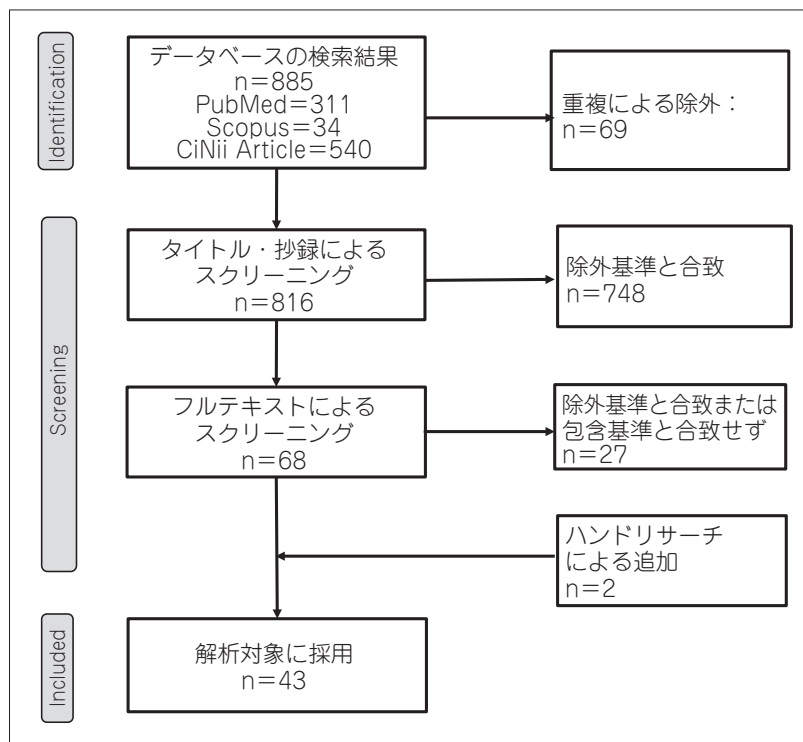 Identification
データベースの検索結果
n=885
PubMed=311
Scopus=34
CiNii Article=540
重複による除外:
n=69
Screening
タイトル・抄録による
スクリーニング
n=816
除外基準と合致
n=748
フルテキストによる
スクリーニング
n=68
除外基準と合致または
包含基準と合致せず
n=27
ハンドリサーチ
による追加
n=2
Included
解析対象に採用
n=43